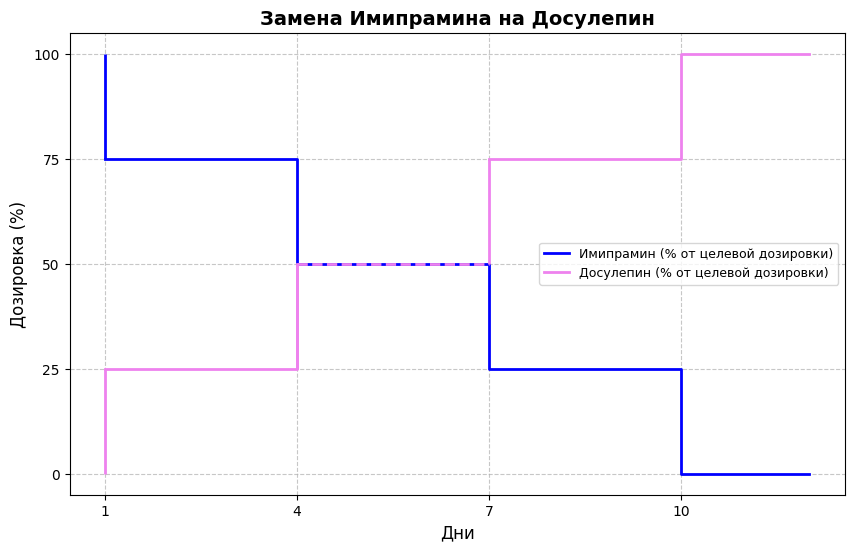 Замена Имипрамина на Досулепин
Дозировка (%)
100
75
50
25
0
Имипрамин (% от целевой дозировки)
Досулепин (% от целевой дозировки)
1
4
7
10
Дни